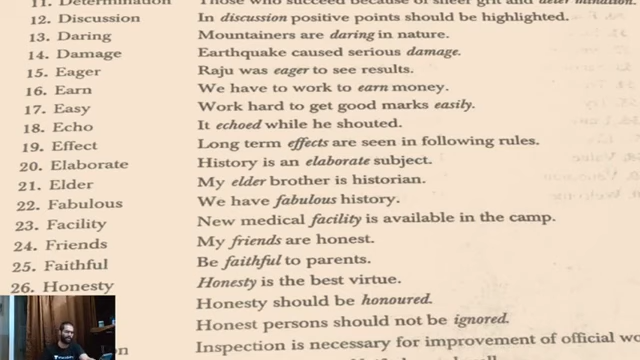 11. Determination Those who succeed because of sheer grit and determination.
12. Discussion In discussion positive points should be highlighted.
13. Daring Mountaineers are daring in nature.
14. Damage Earthquake caused serious damage.
15. Eager Raju was eager to see results.
16. Earn We have to work to earn money.
17. Easy Work hard to get good marks easily.
18. Echo It echoed while he shouted.
19. Effect Long term effects are seen in following rules.
20. Elaborate History is an elaborate subject.
21. Elder My elder brother is historian.
22. Fabulous We have fabulous history.
23. Facility New medical facility is available in the camp.
24. Friends My friends are honest.
25. Faithful Be faithful to parents.
26. Honesty Honesty is the best virtue.
Honesty should be honoured.
Honest persons should not be ignored.
Inspection is necessary for improvement of official